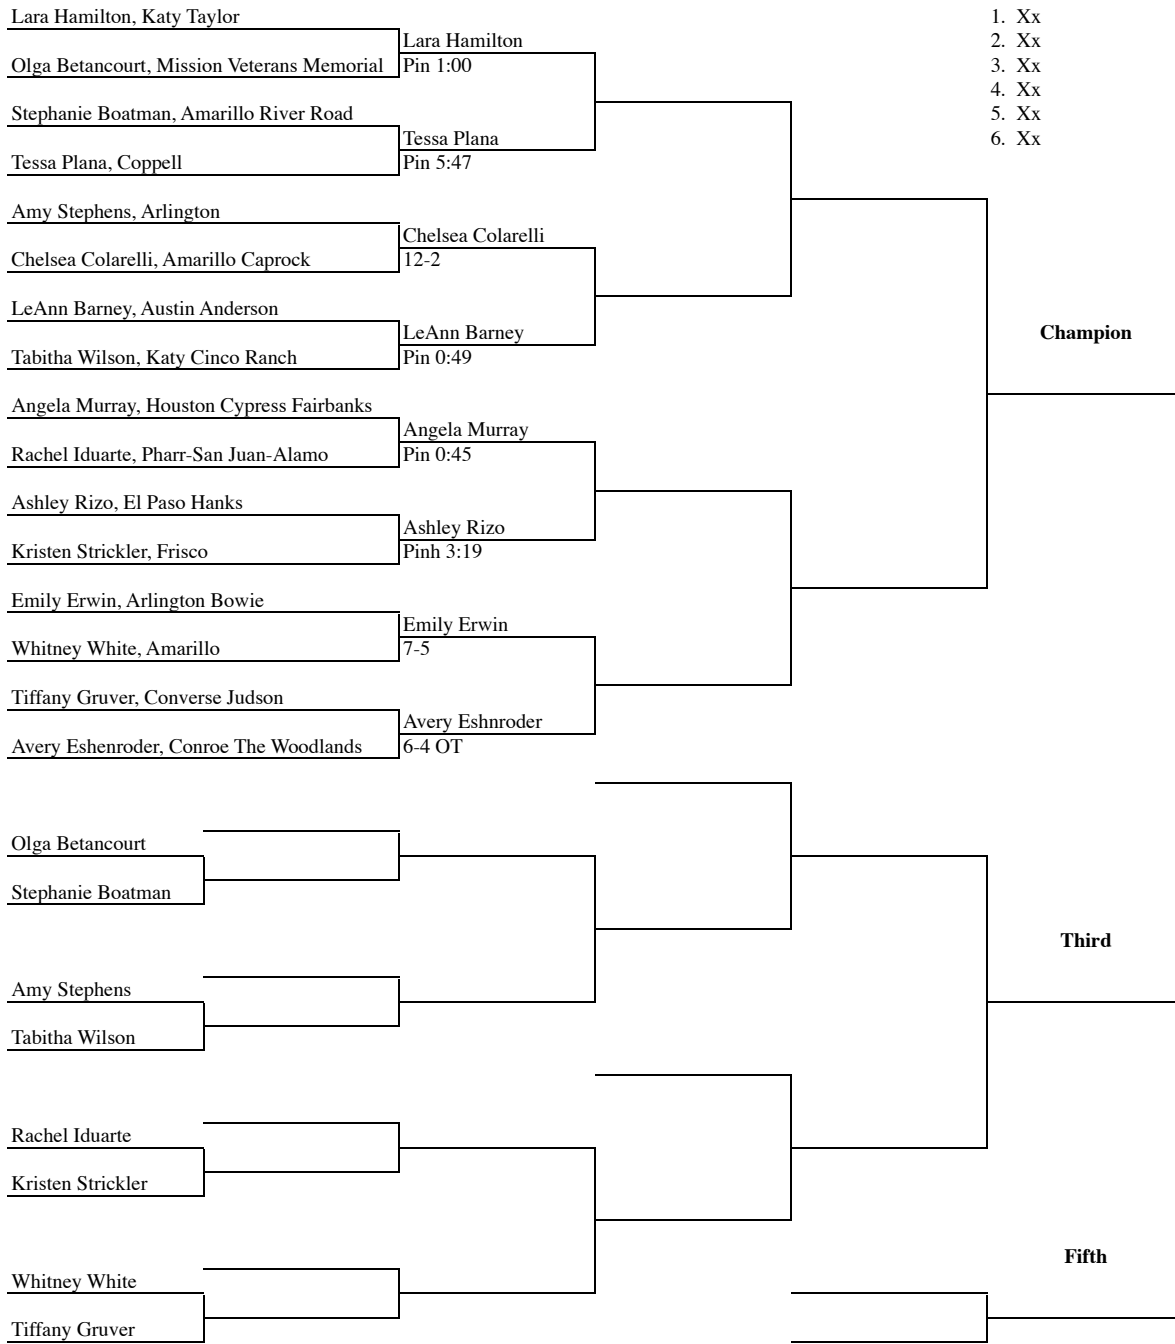 Lara Hamilton, Katy Taylor
1. Xx
Lara Hamilton
2. Xx
Olga Betancourt, Mission Veterans Memorial
Pin 1:00
3. Xx
4. Xx
Stephanie Boatman, Amarillo River Road
5. Xx
Tessa Plana
6. Xx
Tessa Plana, Coppell
Pin 5:47
Amy Stephens, Arlington
Chelsea Colarelli
Chelsea Colarelli, Amarillo Caprock
12-2
LeAnn Barney, Austin Anderson
LeAnn Barney
Champion
Tabitha Wilson, Katy Cinco Ranch
Pin 0:49
Angela Murray, Houston Cypress Fairbanks
Angela Murray
Rachel Iduarte, Pharr-San Juan-Alamo
Pin 0:45
Ashley Rizo, El Paso Hanks
Ashley Rizo
Kristen Strickler, Frisco
Pinh 3:19
Emily Erwin, Arlington Bowie
Emily Erwin
Whitney White, Amarillo
7-5
Tiffany Gruver, Converse Judson
Avery Eshnroder
Avery Eshenroder, Conroe The Woodlands
6-4 OT
Olga Betancourt
Stephanie Boatman
Third
Amy Stephens
Tabitha Wilson
Rachel Iduarte
Kristen Strickler
Fifth
Whitney White
Tiffany Gruver